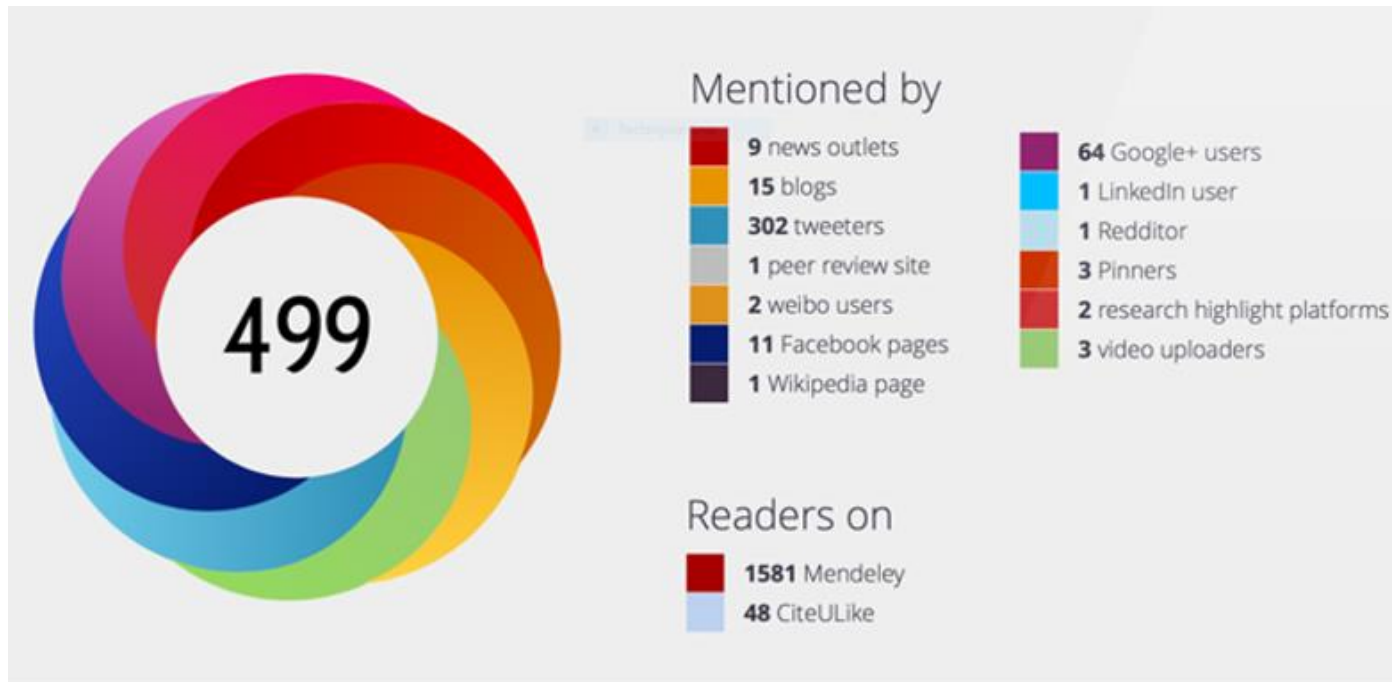 499
Mentioned by
9 news outlets
15 blogs
302 tweeters
1 peer review site
2 weibo users
11 Facebook pages
1 Wikipedia page
64 Google+ users
1 LinkedIn user
1 Redditor
3 Pinners
2 research highlight platforms
3 video uploaders
Readers on
1581 Mendeley
48 CiteULike